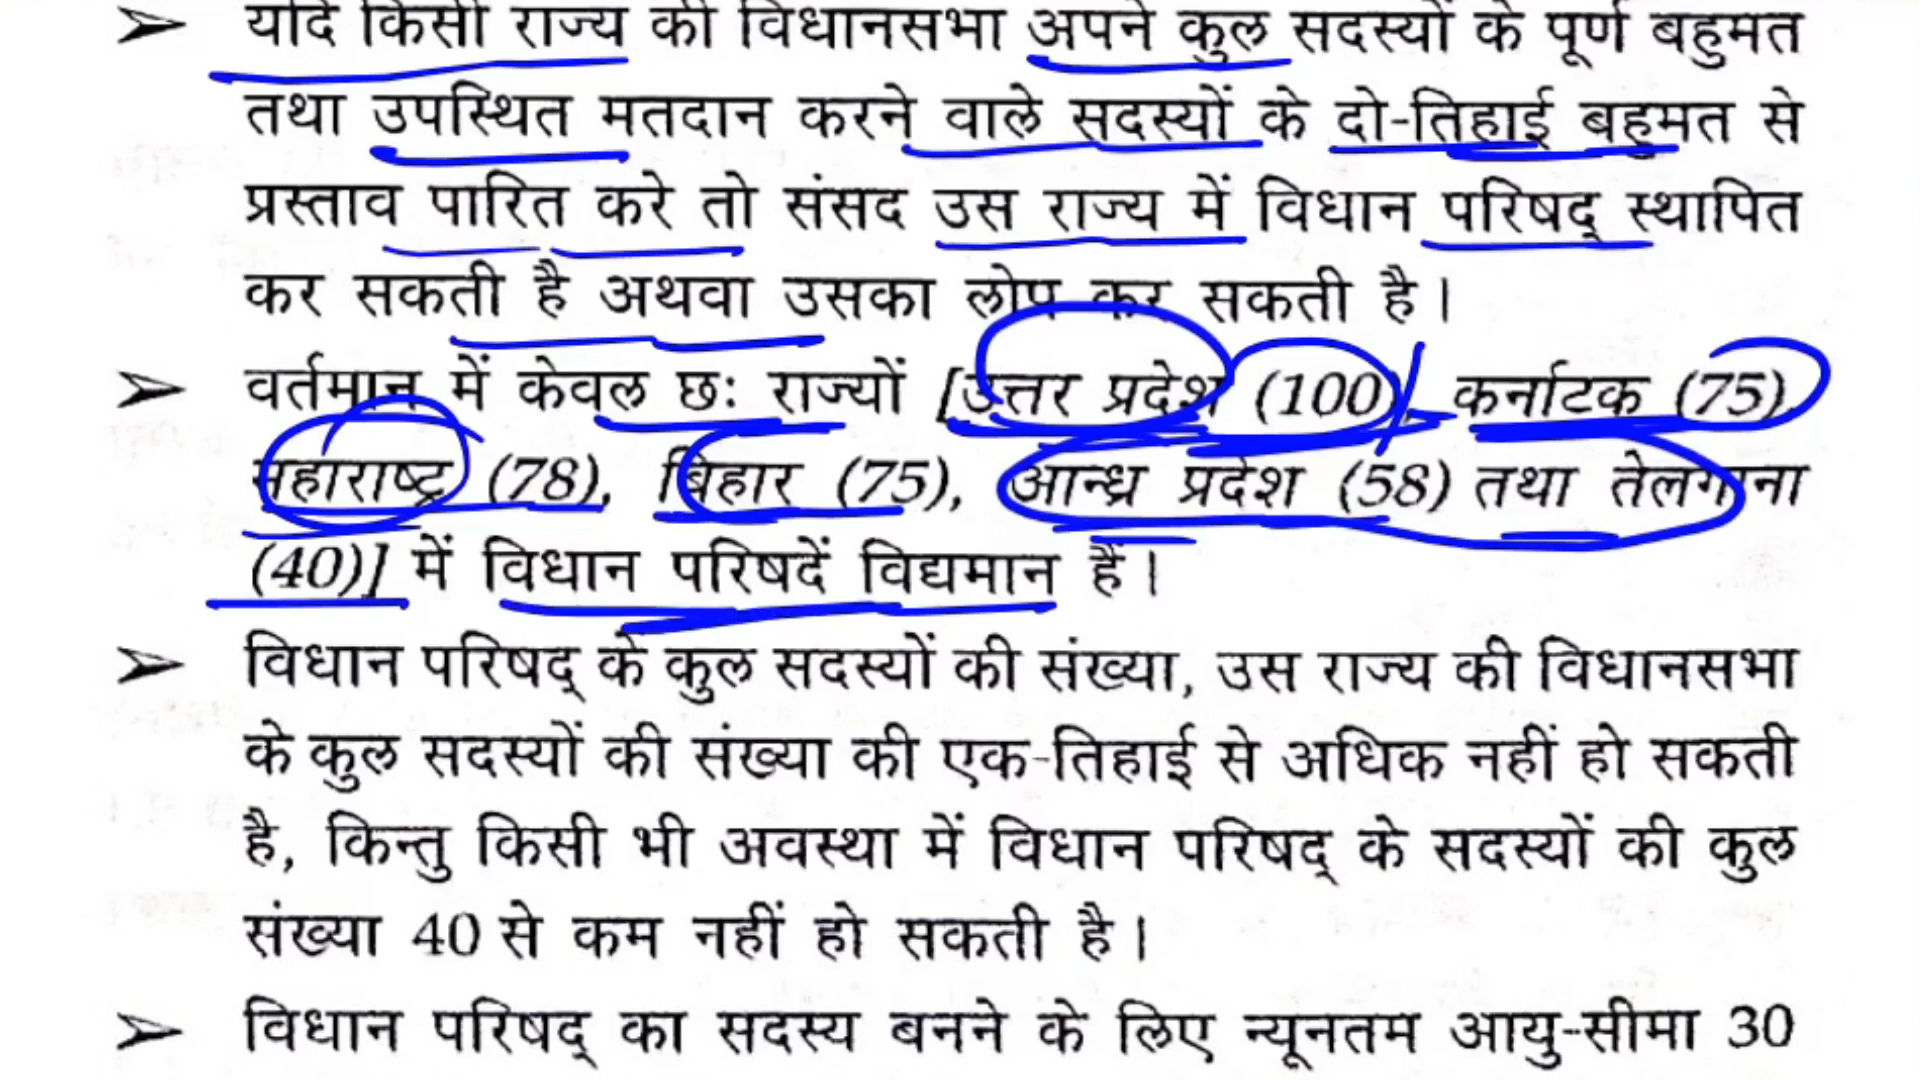 ➢ यदि किसी राज्य की विधानसभा अपने कुल सदस्यों के पूर्ण बहुमत
तथा उपस्थित मतदान करने वाले सदस्यों के दो-तिहाई बहुमत से
प्रस्ताव पारित करे तो संसद उस राज्य में विधान परिषद् स्थापित
कर सकती है अथवा उसका लोप कर सकती है।
➢ वर्तमान में केवल छः राज्यों [उत्तर प्रदेश (100), कर्नाटक (75),
महाराष्ट्र (78), बिहार (75), आन्ध्र प्रदेश (58) तथा तेलगाना
(40)] में विधान परिषदें विद्यमान हैं।
➢ विधान परिषद् के कुल सदस्यों की संख्या, उस राज्य की विधानसभा
के कुल सदस्यों की संख्या की एक-तिहाई से अधिक नहीं हो सकती
है, किन्तु किसी भी अवस्था में विधान परिषद् के सदस्यों की कुल
संख्या 40 से कम नहीं हो सकती है।
➢ विधान परिषद् का सदस्य बनने के लिए न्यूनतम आयु-सीमा 30